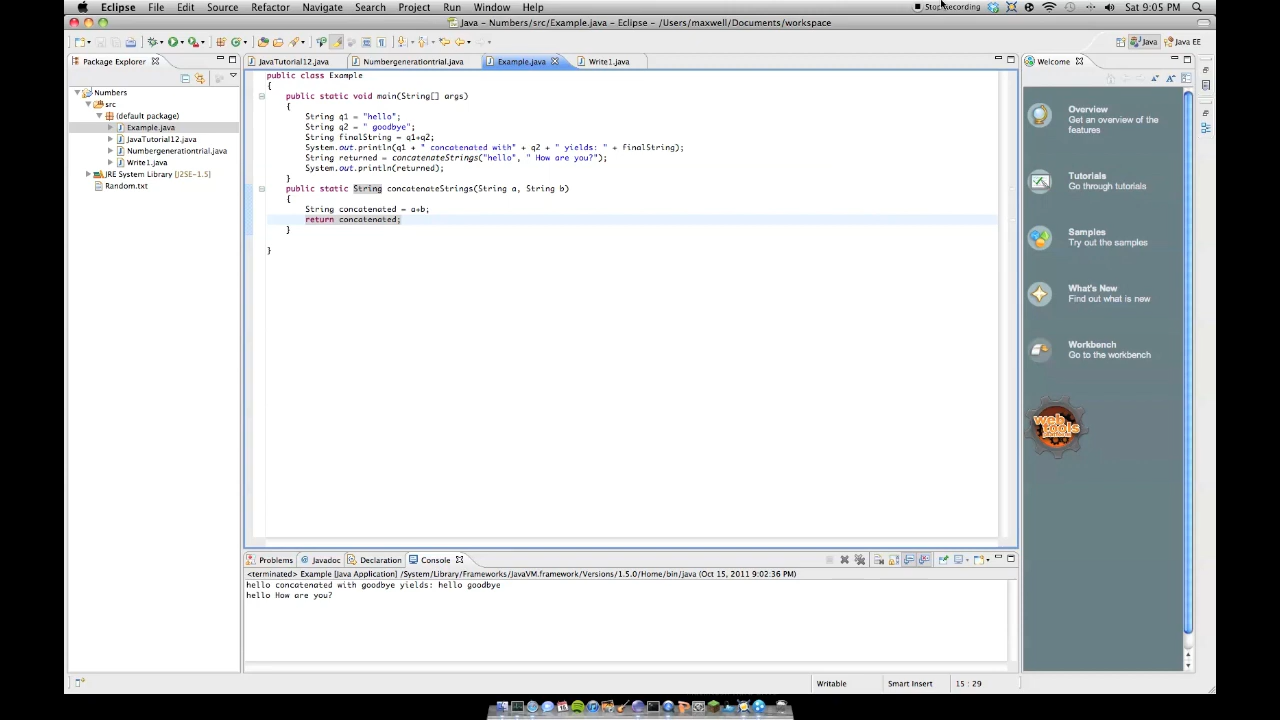 Eclipse File Edit Source Refactor Navigate Search Project Run Window Help
Stop Recording
Sat 9:05 PM
Java - Numbers/src/Example.java - Eclipse - /Users/maxwell/Documents/workspace
Java Java EE
Package Explorer
JavaTutorial12.java Numbergenerationtrial.java Example.java Write1.java
Welcome
Numbers
src
(default package)
Example.java
JavaTutorial12.java
Numbergenerationtrial.java
Write1.java
JRE System Library [J2SE-1.5]
Random.txt
public class Example
{
public static void main(String[] args)
{
String q1 = "hello";
String q2 = " goodbye";
String finalString = q1+q2;
System.out.println(q1 + " concatenated with" + q2 + " yields: " + finalString);
String returned = concatenateStrings("hello", " How are you?");
System.out.println(returned);
}
public static String concatenateStrings(String a, String b)
{
String concatenated = a+b;
return concatenated;
}
}
Overview
Get an overview of the
features
Tutorials
Go through tutorials
Samples
Try out the samples
What's New
Find out what is new
Workbench
Go to the workbench
web
tools
Problems Javadoc Declaration Console
<terminated> Example [Java Application] /System/Library/Frameworks/JavaVM.framework/Versions/1.5.0/Home/bin/java (Oct 15, 2011 9:02:36 PM)
hello concatenated with goodbye yields: hello goodbye
hello How are you?
Writable Smart Insert 15 : 29